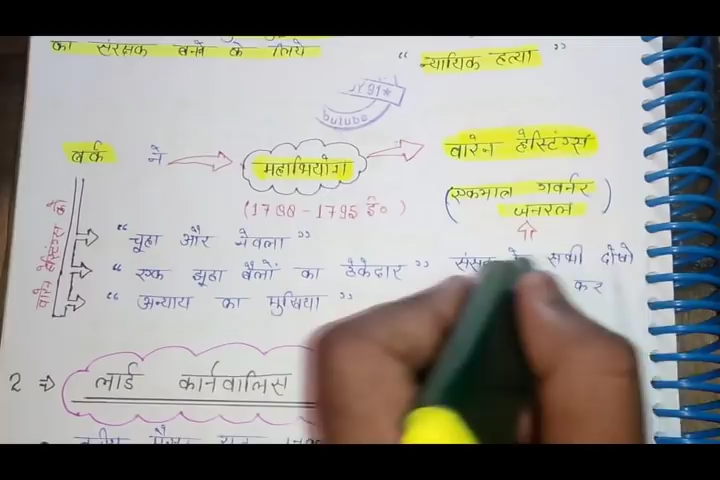 का संरक्षक बनने के लिये
“ न्यायिक हत्या ”
बर्क ने महाभियोग वारेन हेस्टिंग्स
(1788 - 1795 ई० )
(एकमात्र गवर्नर
जनरल )
वारेन हेस्टिंग्स को
“ चूहा और नेवला ”
“ एक झूठा बैलों का ठेकेदार ”
“ अन्याय का मुखिया ”
सभी दोषो
कर
2 ⇒ लार्ड कार्नवालिस